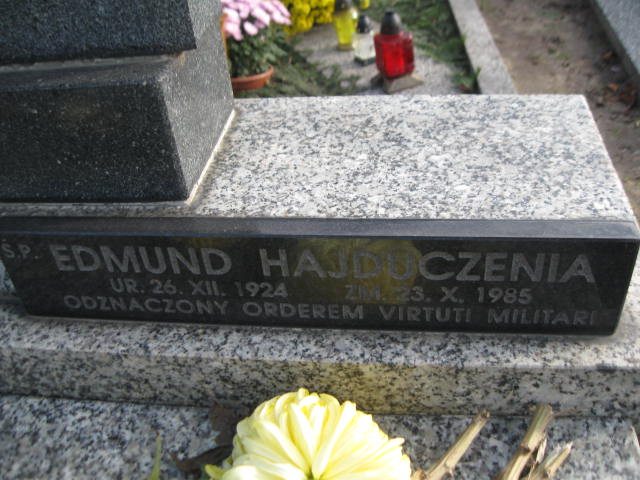 Ś.P. EDMUND HAJDUCZENIA
UR. 26. XII. 1924 ZM. 23. X. 1985
ODZNACZONY ORDEREM VIRTUTI MILITARI